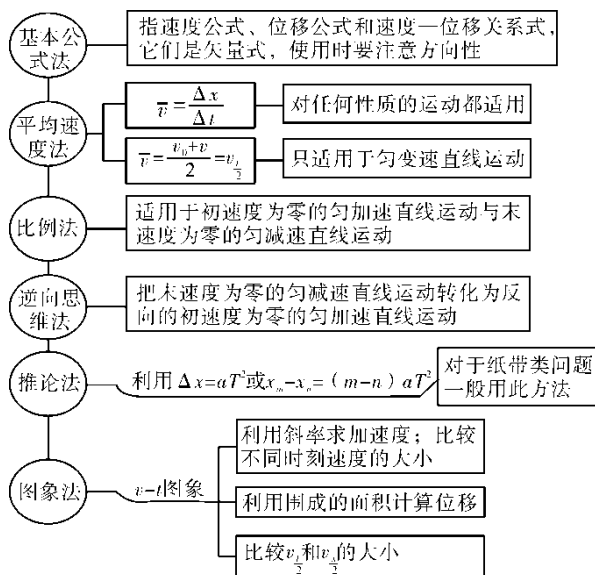 基本公式法
指速度公式、位移公式和速度—位移关系式，
它们是矢量式，使用时要注意方向性
平均速度法
v̅=Δx/Δt
对任何性质的运动都适用
v̅=(v₀+v)/2=v_{t/2}
只适用于匀变速直线运动
比例法
适用于初速度为零的匀加速直线运动与末
速度为零的匀减速直线运动
逆向思维法
把末速度为零的匀减速直线运动转化为反
向的初速度为零的匀加速直线运动
推论法
利用Δx=aT²或xₘ-xₙ=(m-n)aT²
对于纸带类问题
一般用此方法
图象法
v-t图象
利用斜率求加速度；比较
不同时刻速度的大小
利用围成的面积计算位移
比较v_{t/2}和v_{x/2}的大小